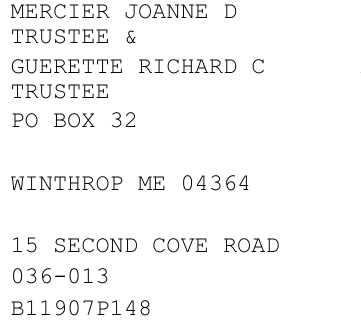 MERCIER JOANNE D
TRUSTEE &
GUERETTE RICHARD C
TRUSTEE
PO BOX 32
WINTHROP ME 04364
15 SECOND COVE ROAD
036-013
B11907P148